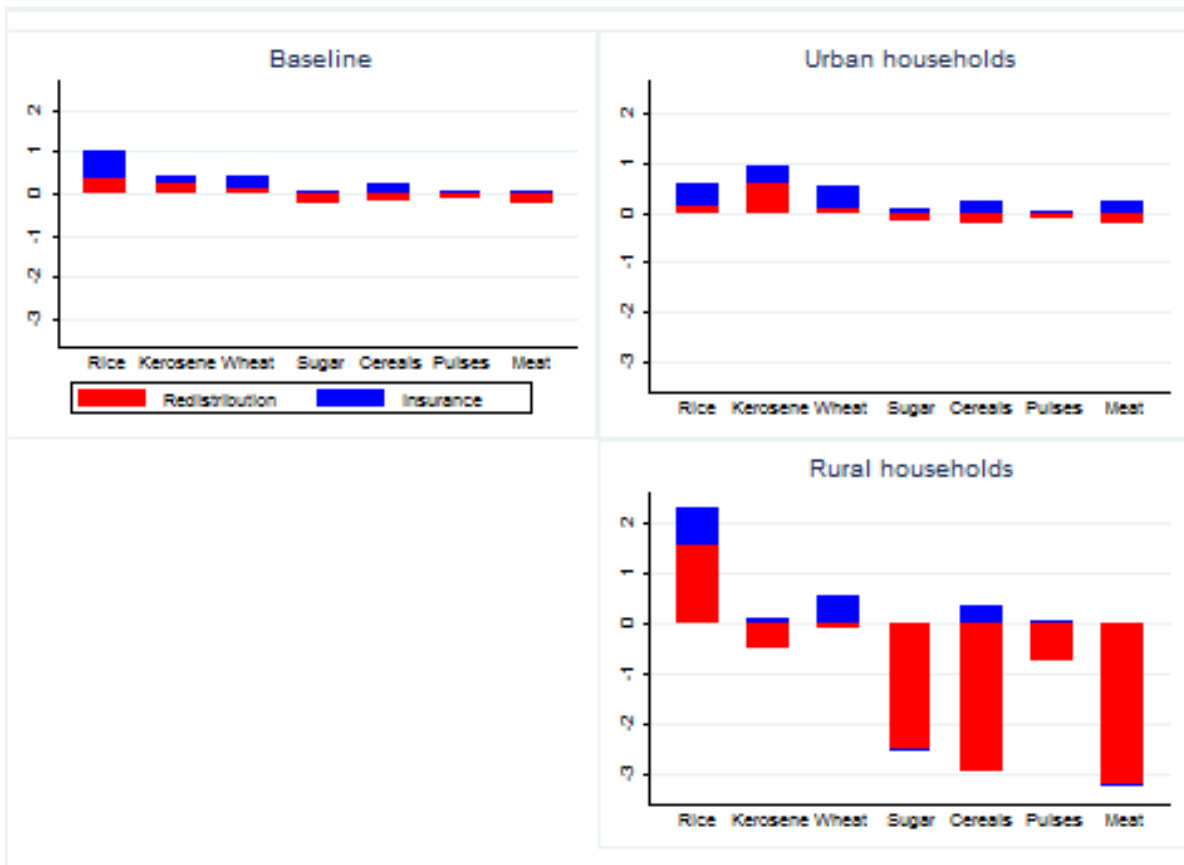 Baseline
2
1
0
-1
-2
-3
Rice Kerosene Wheat Sugar Cereals Pulses Meat
Redistribution Insurance
Urban households
2
1
0
-1
-2
-3
Rice Kerosene Wheat Sugar Cereals Pulses Meat
Rural households
2
1
0
-1
-2
-3
Rice Kerosene Wheat Sugar Cereals Pulses Meat